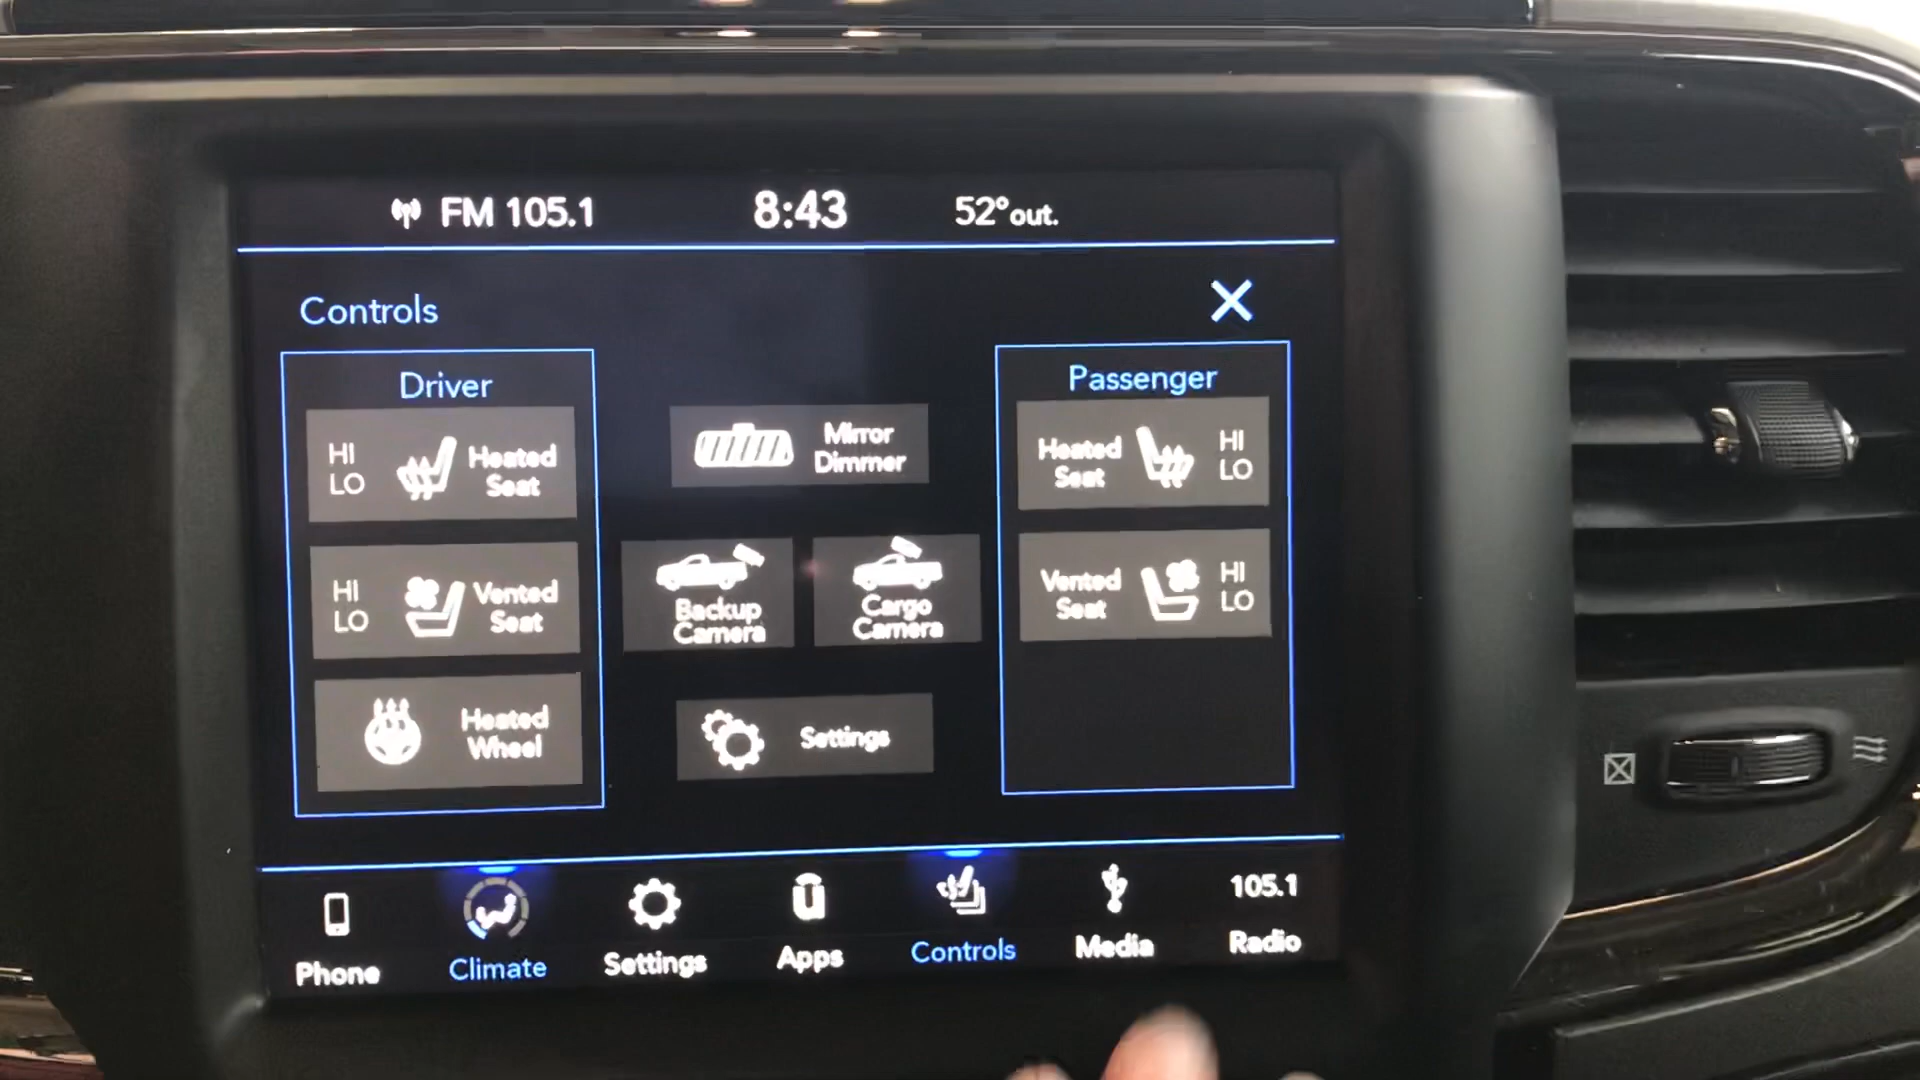 FM 105.1
8:43
52°out.
Controls
Driver
HI
LO
Heated
Seat
HI
LO
Vented
Seat
Heated
Wheel
Mirror
Dimmer
Backup
Camera
Cargo
Camera
Settings
Passenger
Heated
Seat
HI
LO
Vented
Seat
HI
LO
Phone
Climate
Settings
Apps
Controls
Media
105.1
Radio